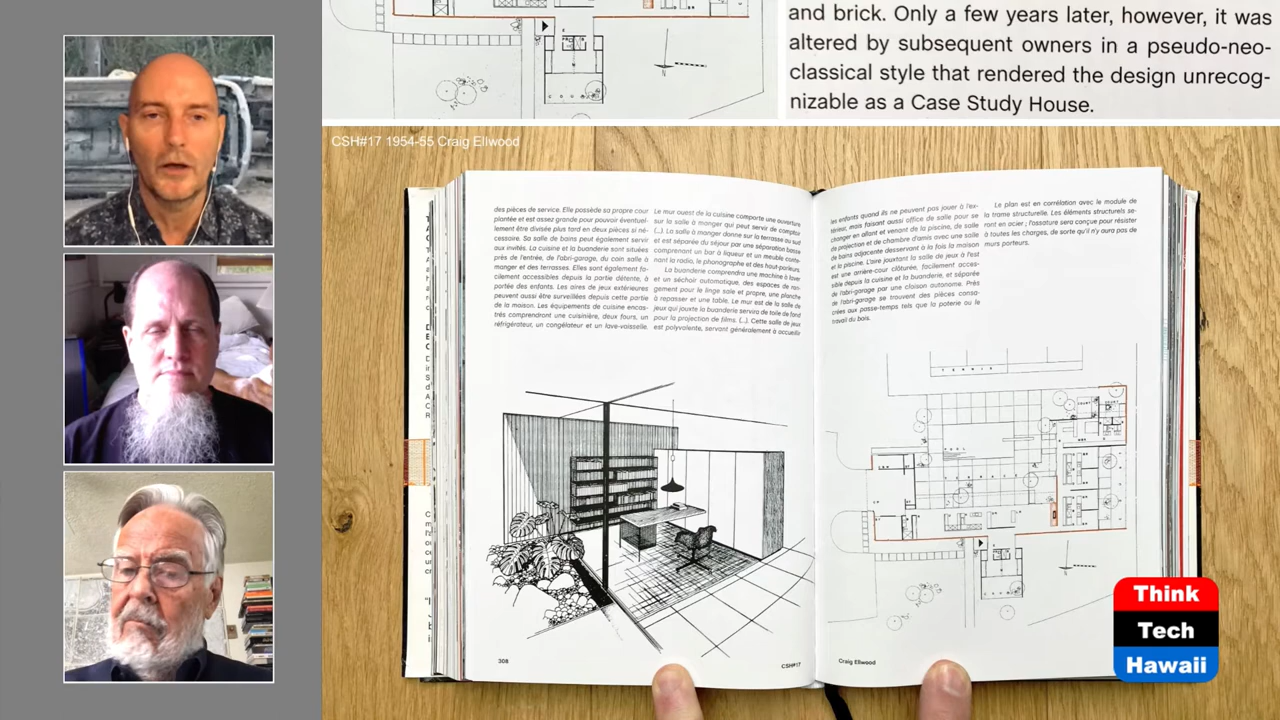 and brick. Only a few years later, however, it was
altered by subsequent owners in a pseudo-neo-
classical style that rendered the design unrecog-
nizable as a Case Study House.
CSH#17 1954-55 Craig Ellwood
des pièces de service. Elle possède sa propre cour
plantée et est assez grande pour pouvoir éventuel-
lement être divisée plus tard en deux pièces si né-
cessaire. Sa salle de bains peut également servir
aux invités. La cuisine et la buanderie sont situées
près de l'entrée, de l'abri-garage, du coin salle à
manger et des terrasses. Elles sont également fa-
cilement accessibles depuis la partie détente, à
portée des enfants. Les aires de jeux extérieures
peuvent aussi être surveillées depuis cette partie
de la maison. Les équipements de cuisine encas-
trés comprendront une cuisinière, deux fours, un
réfrigérateur, un congélateur et un lave-vaisselle.
Le mur ouest de la cuisine comporte une ouverture
sur la salle à manger qui peut servir de comptoir
(...). La salle à manger donne sur la terrasse au sud
et est séparée du séjour par une séparation basse
comprenant un bar à liqueur et un meuble conte-
nant la radio, le phonographe et des haut-parleurs.
La buanderie comprendra une machine à laver
et un séchoir automatique, des espaces de ran-
gement pour le linge sale et propre, une planche
à repasser et une table. Le mur est de la salle de
jeux qui jouxte la buanderie servira de toile de fond
pour la projection de films. (...). Cette salle de jeux
est polyvalente, servant généralement à accueillir
les enfants quand ils ne peuvent pas jouer à l'ex-
térieur, mais faisant aussi office de salle pour se
changer en allant et venant de la piscine, de salle
de projection et de chambre d'amis avec une salle
de bains adjacente desservant à la fois la maison
et la piscine. L'aire jouxtant la salle de jeux à l'est
est une arrière-cour clôturée, facilement acces-
sible depuis la cuisine et la buanderie, et séparée
de l'abri-garage par une cloison autonome. Près
de l'abri-garage se trouvent des pièces consa-
crées aux passe-temps tels que la poterie ou le
travail du bois.
Le plan est en corrélation avec le module de
la trame structurelle. Les éléments structurels se-
ront en acier ; l'ossature sera conçue pour résister
à toutes les charges, de sorte qu'il n'y aura pas de
murs porteurs.
308
CSH#17
Craig Ellwood
Think
Tech
Hawaii